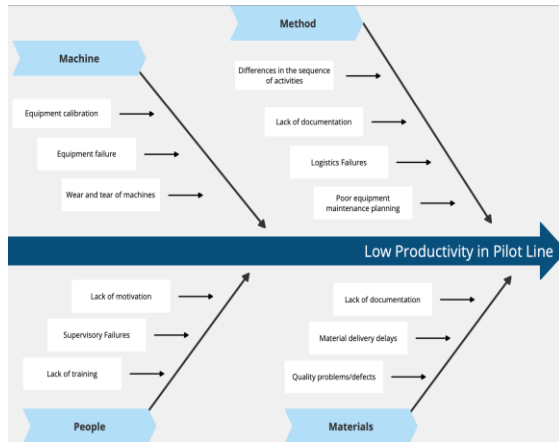 Method
Machine
Differences in the sequence
of activities
Equipment calibration
Lack of documentation
Equipment failure
Logistics Failures
Wear and tear of machines
Poor equipment
maintenance planning
Low Productivity in Pilot Line
Lack of motivation
Lack of documentation
Supervisory Failures
Material delivery delays
Lack of training
Quality problems/defects
People
Materials